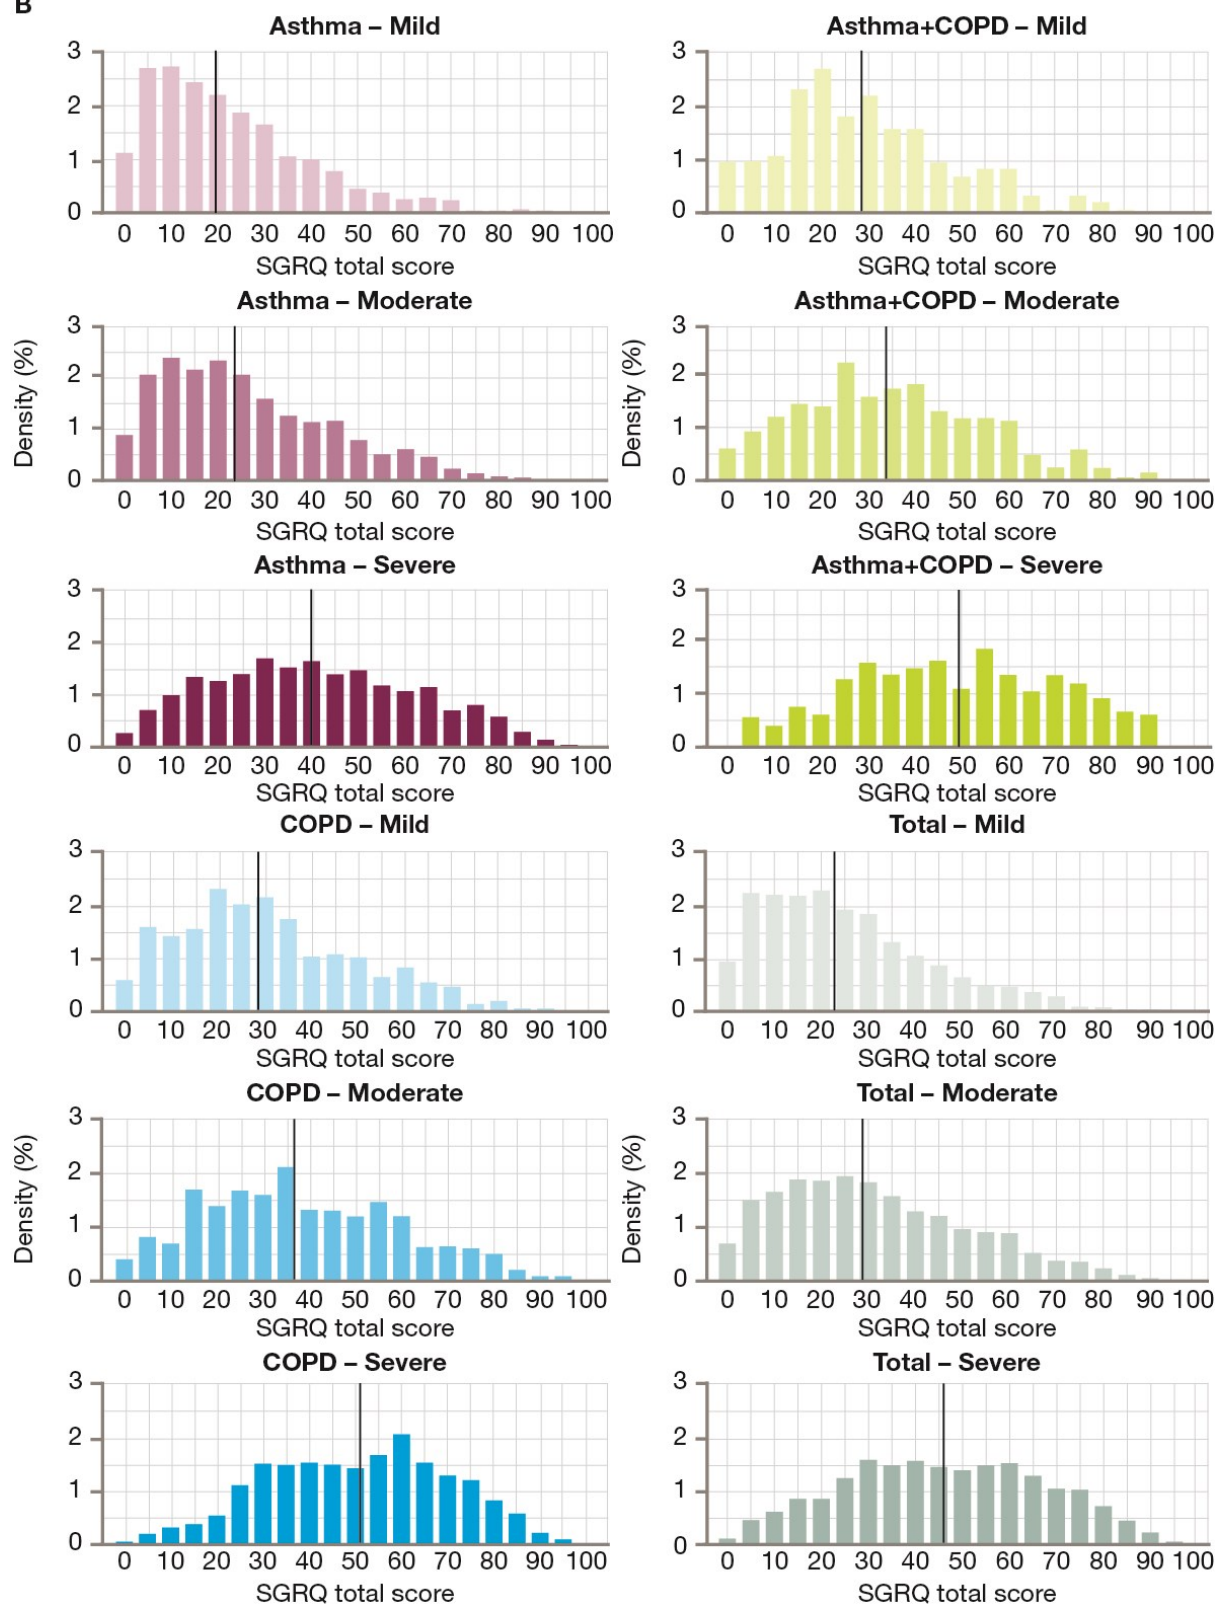 B
Asthma – Mild
3
2
1
0
0 10 20 30 40 50 60 70 80 90 100
SGRQ total score
Asthma+COPD – Mild
3
2
1
0
0 10 20 30 40 50 60 70 80 90 100
SGRQ total score
Asthma – Moderate
Density (%)
3
2
1
0
0 10 20 30 40 50 60 70 80 90 100
SGRQ total score
Asthma+COPD – Moderate
Density (%)
3
2
1
0
0 10 20 30 40 50 60 70 80 90 100
SGRQ total score
Asthma – Severe
3
2
1
0
0 10 20 30 40 50 60 70 80 90 100
SGRQ total score
Asthma+COPD – Severe
3
2
1
0
0 10 20 30 40 50 60 70 80 90 100
SGRQ total score
COPD – Mild
3
2
1
0
0 10 20 30 40 50 60 70 80 90 100
SGRQ total score
Total – Mild
3
2
1
0
0 10 20 30 40 50 60 70 80 90 100
SGRQ total score
COPD – Moderate
Density (%)
3
2
1
0
0 10 20 30 40 50 60 70 80 90 100
SGRQ total score
Total – Moderate
Density (%)
3
2
1
0
0 10 20 30 40 50 60 70 80 90 100
SGRQ total score
COPD – Severe
3
2
1
0
0 10 20 30 40 50 60 70 80 90 100
SGRQ total score
Total – Severe
3
2
1
0
0 10 20 30 40 50 60 70 80 90 100
SGRQ total score